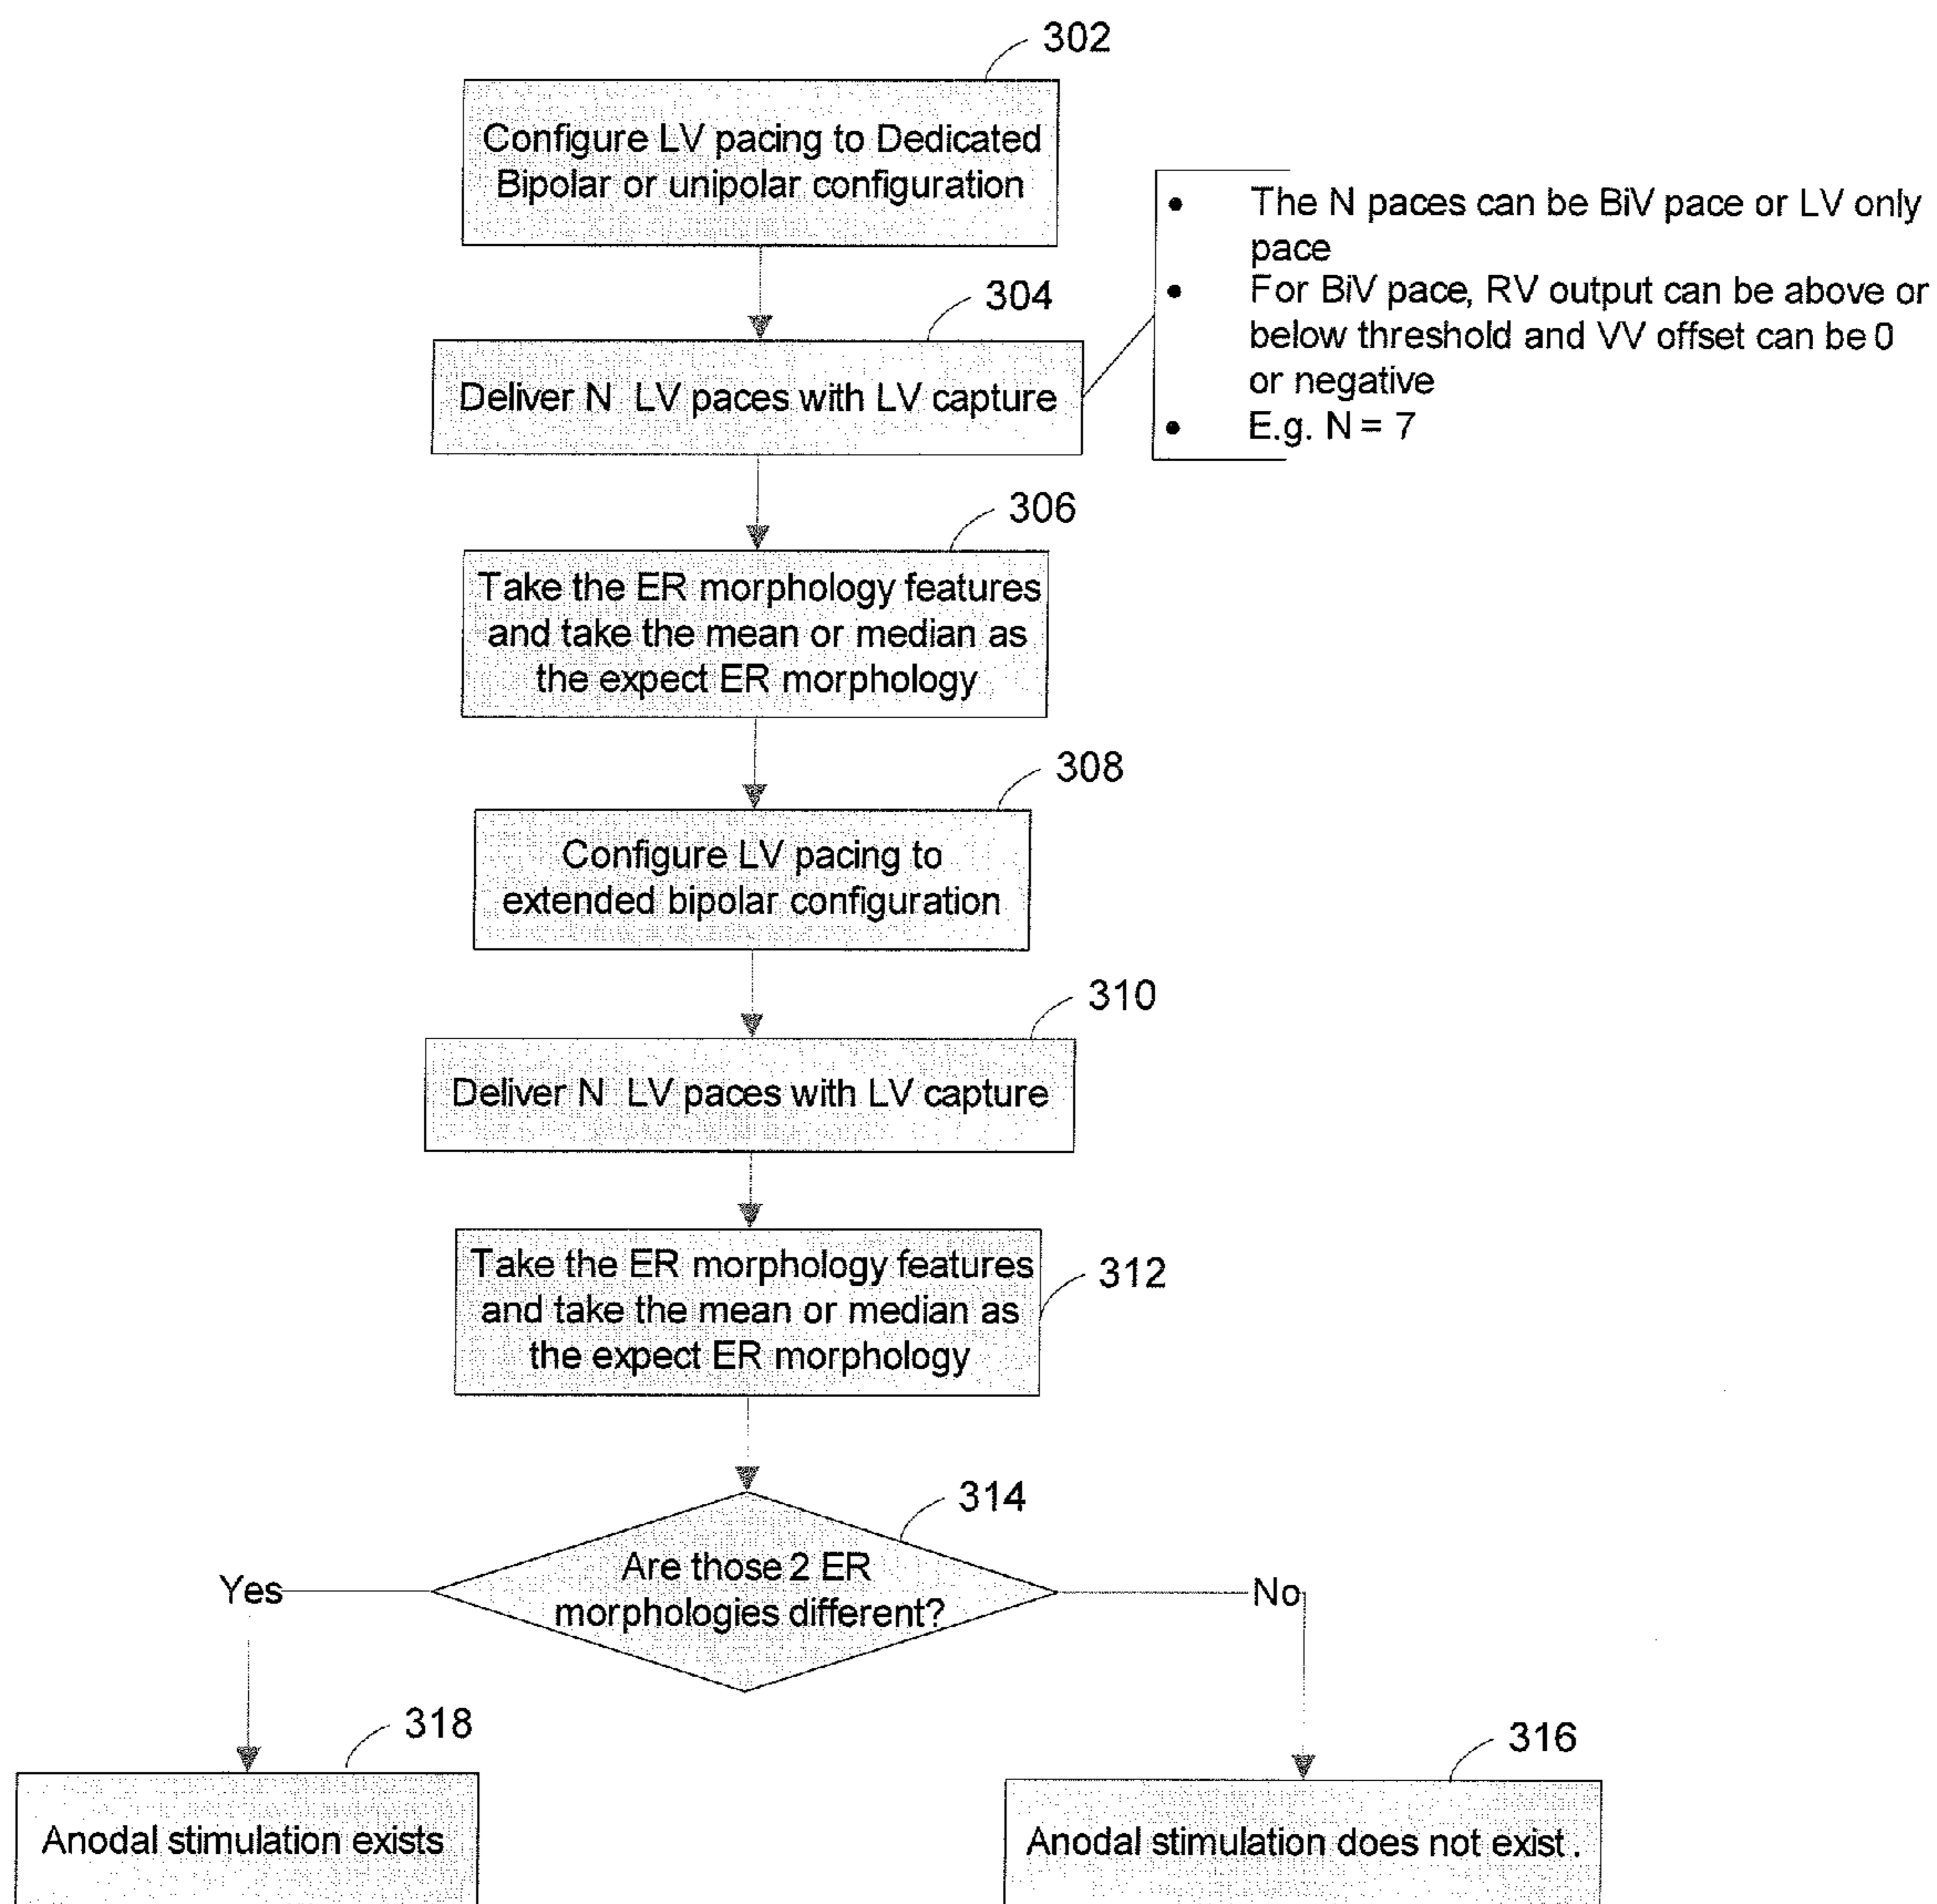 302
Configure LV pacing to Dedicated
Bipolar or unipolar configuration
304
Deliver N LV paces with LV capture
• The N paces can be BiV pace or LV only
pace
• For BiV pace, RV output can be above or
below threshold and VV offset can be 0
or negative
• E.g. N = 7
306
Take the ER morphology features
and take the mean or median as
the expect ER morphology
308
Configure LV pacing to
extended bipolar configuration
310
Deliver N LV paces with LV capture
312
Take the ER morphology features
and take the mean or median as
the expect ER morphology
314
Are those 2 ER
morphologies different?
Yes
No
318
Anodal stimulation exists
316
Anodal stimulation does not exist.